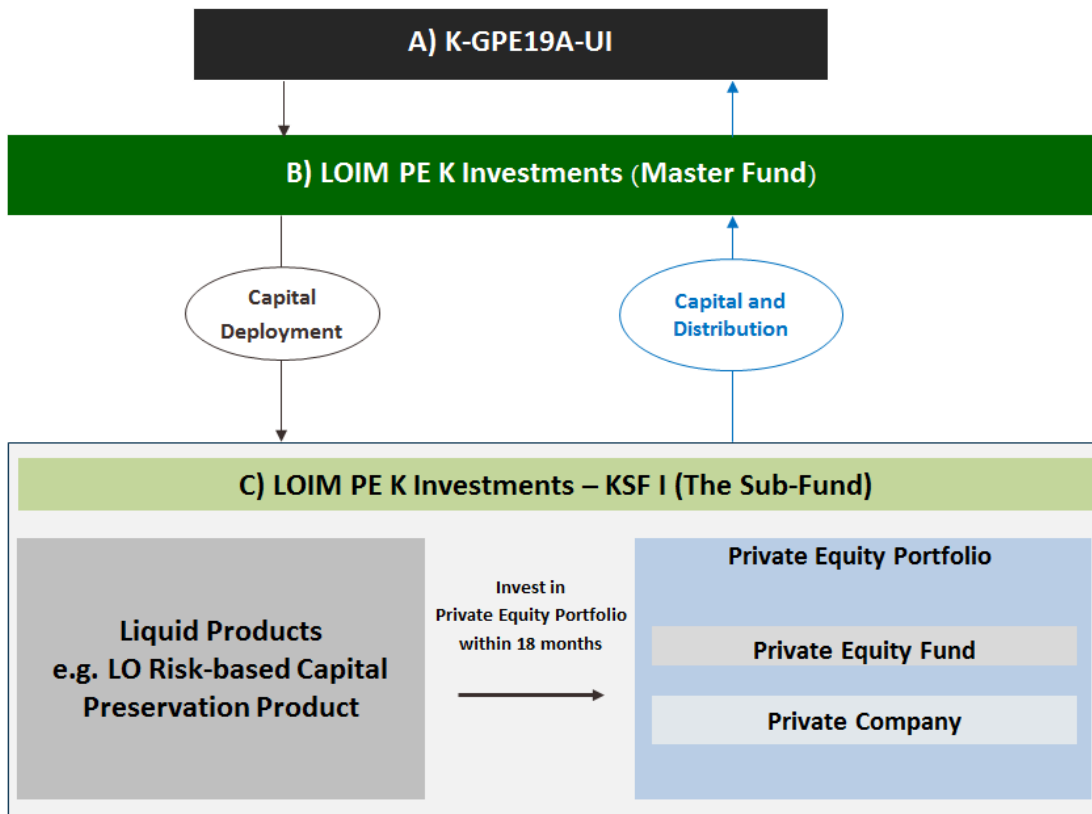 A) K-GPE19A-UI
B) LOIM PE K Investments (Master Fund)
Capital
Deployment
Capital and
Distribution
C) LOIM PE K Investments – KSF I (The Sub-Fund)
Liquid Products
e.g. LO Risk-based Capital
Preservation Product
Invest in
Private Equity Portfolio
within 18 months
Private Equity Portfolio
Private Equity Fund
Private Company